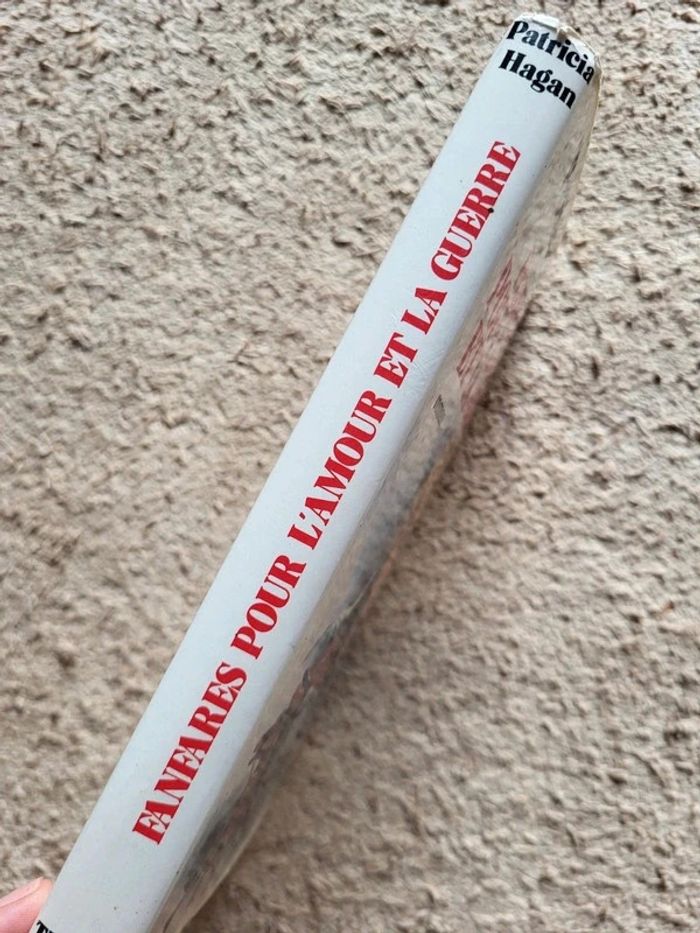 Patricia
Hagan
FANFARES POUR L'AMOUR ET LA GUERRE